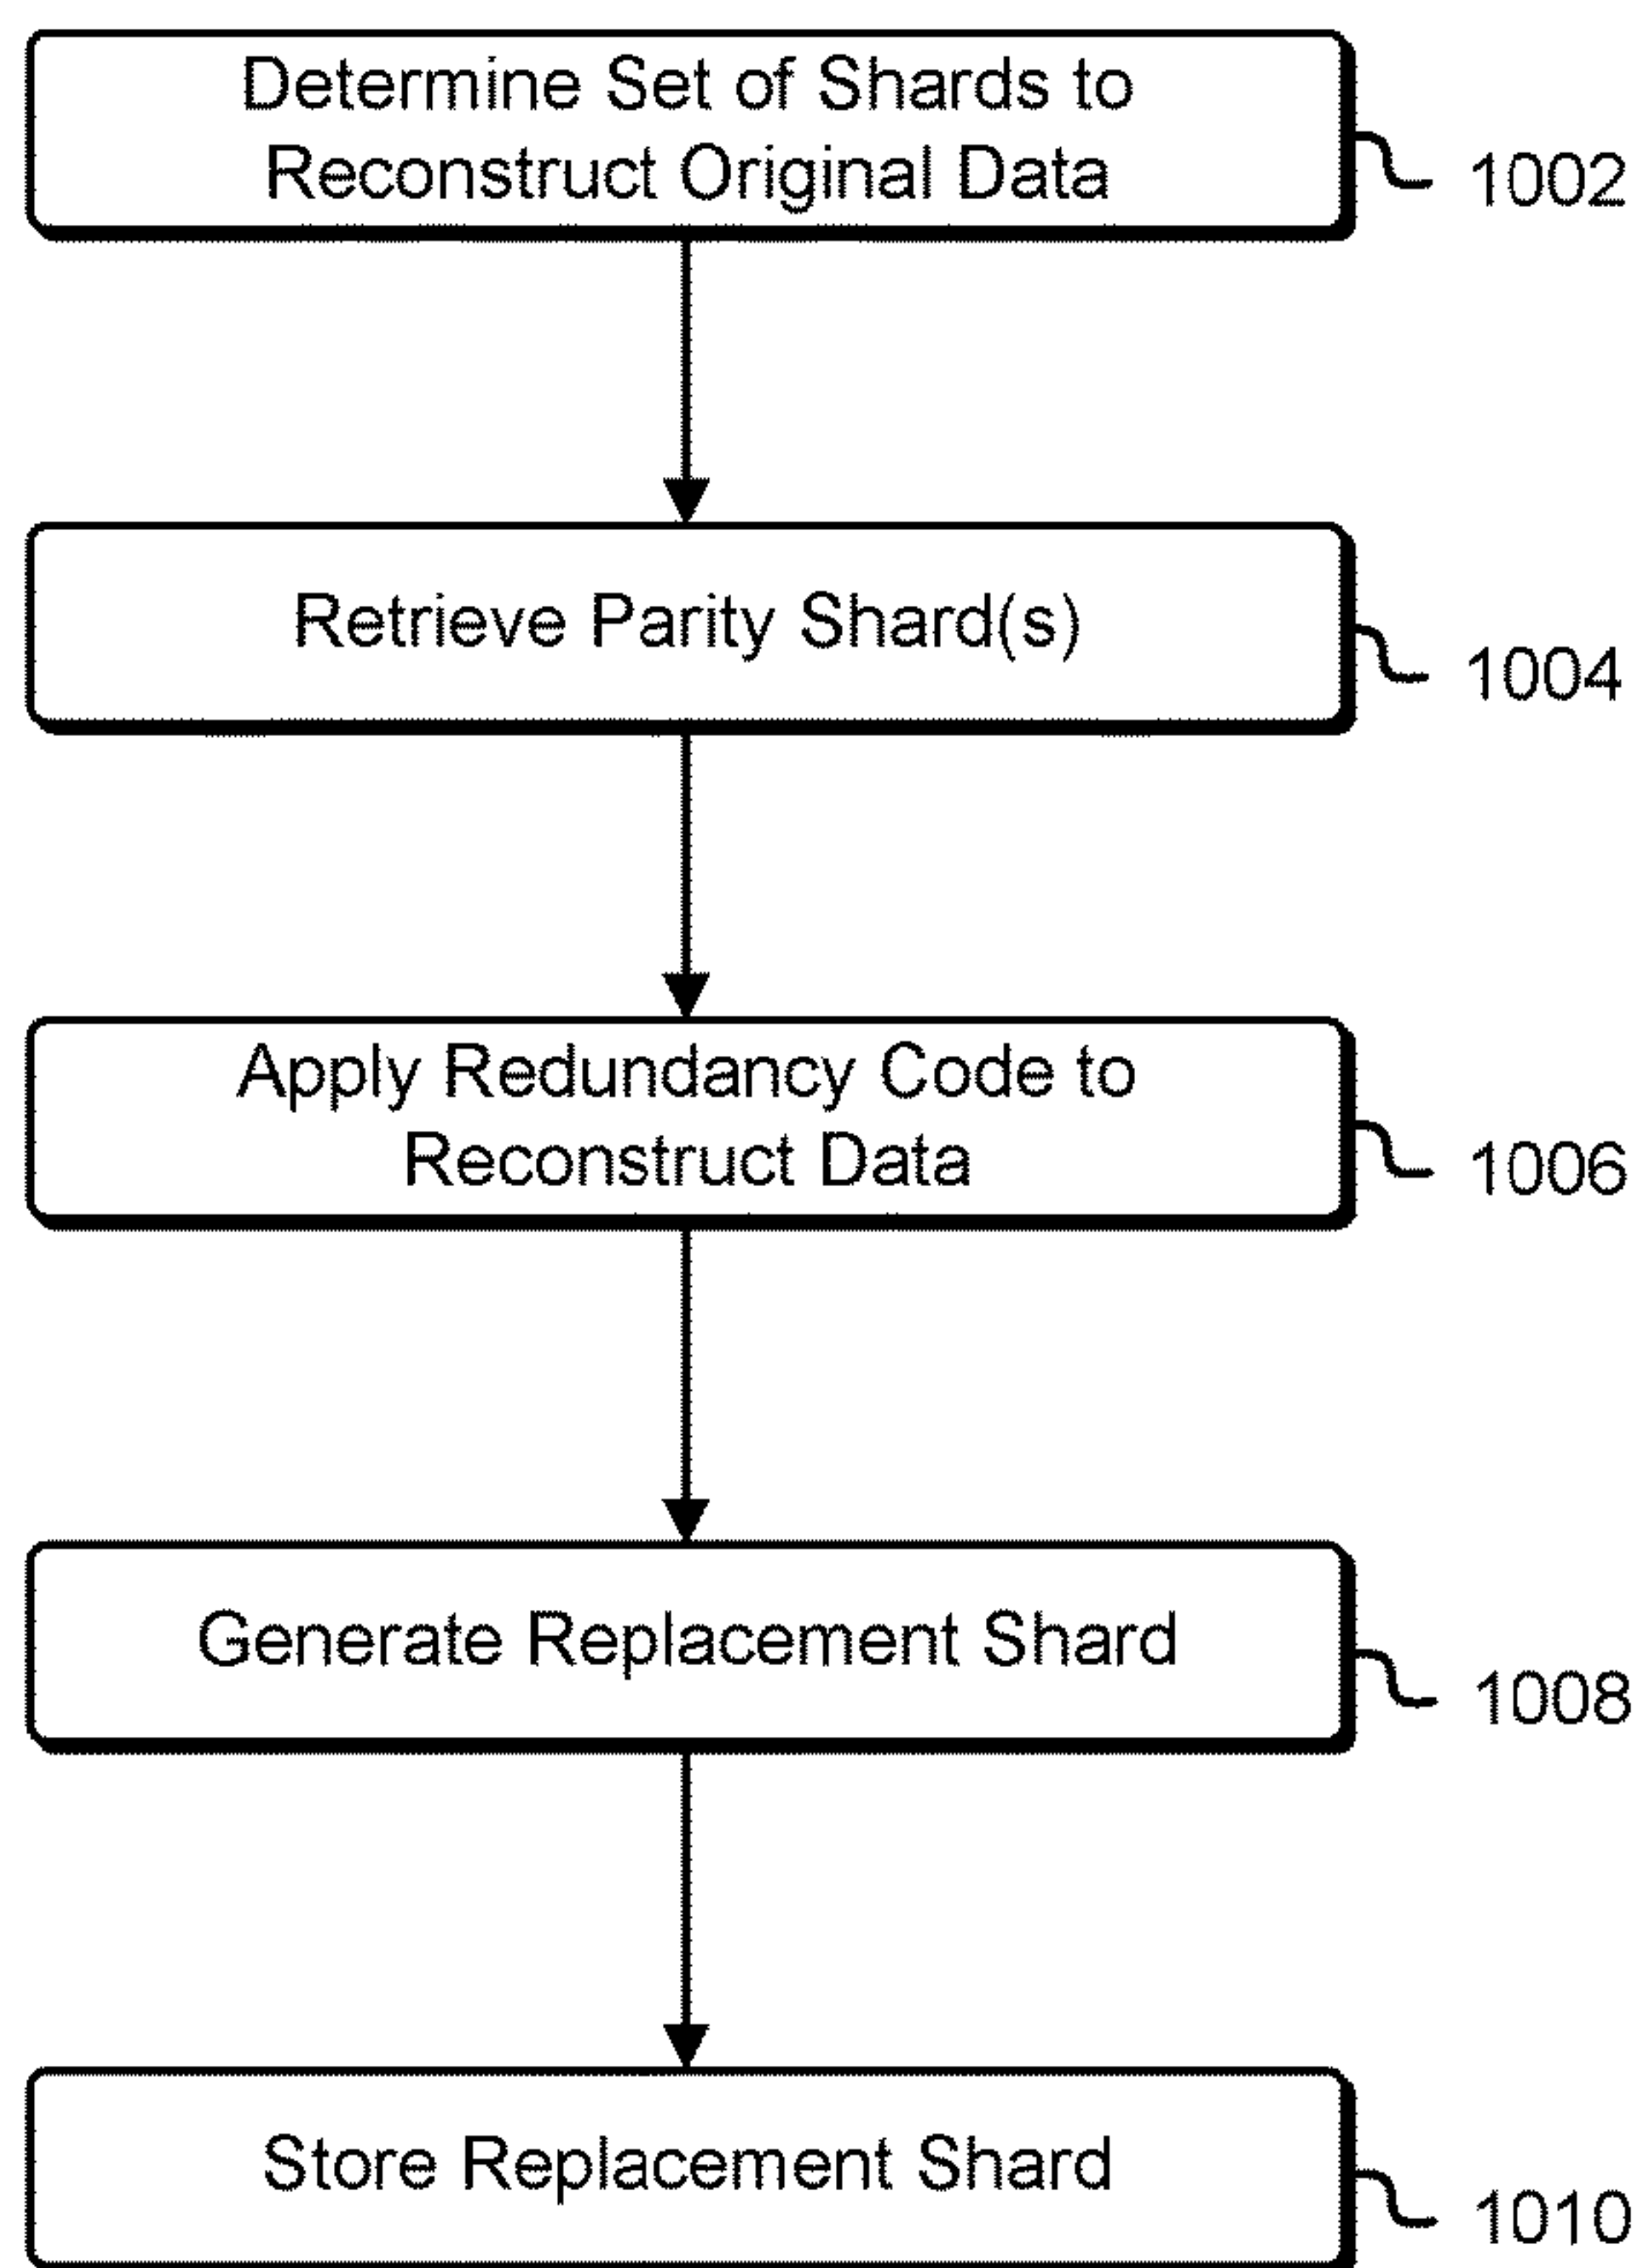 Determine Set of Shards to
Reconstruct Original Data
1002
Retrieve Parity Shard(s)
1004
Apply Redundancy Code to
Reconstruct Data
1006
Generate Replacement Shard
1008
Store Replacement Shard
1010